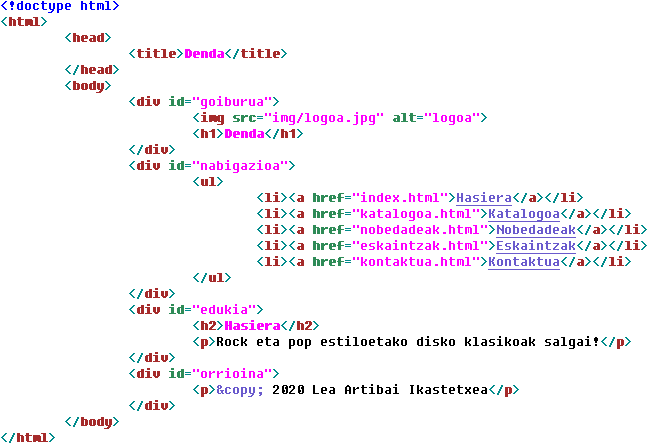 <!doctype html>
<html>
<head>
<title>Denda</title>
</head>
<body>
<div id="goiburua">
<img src="img/logoa.jpg" alt="logoa">
<h1>Denda</h1>
</div>
<div id="nabigazioa">
<ul>
<li><a href="index.html">Hasiera</a></li>
<li><a href="katalogoa.html">Katalogoa</a></li>
<li><a href="nobedadeak.html">Nobedadeak</a></li>
<li><a href="eskaintzak.html">Eskaintzak</a></li>
<li><a href="kontaktua.html">Kontaktua</a></li>
</ul>
</div>
<div id="edukia">
<h2>Hasiera</h2>
<p>Rock eta pop estiloetako disko klasikoak salgai!</p>
</div>
<div id="orrioina">
<p>&copy; 2020 Lea Artibai Ikastetxea</p>
</div>
</body>
</html>